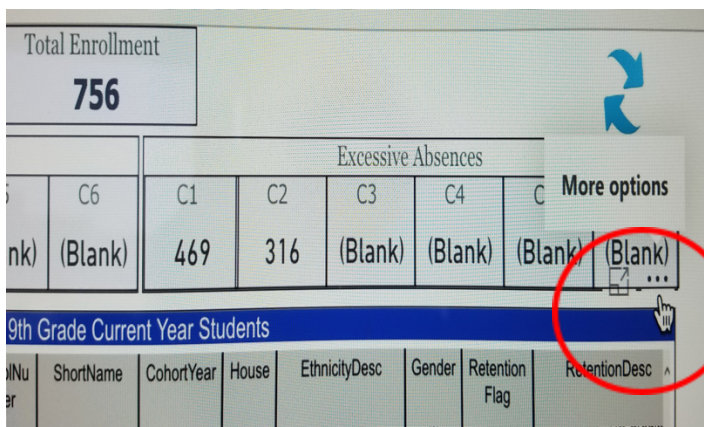 Total Enrollment
756
Excessive Absences
C6 C1 C2 C3 C4 C
More options
nk) (Blank) 469 316 (Blank) (Blank) (Blank) (Blank)
...
9th Grade Current Year Students
ShortName CohortYear House EthnicityDesc Gender Retention Flag RetentionDesc